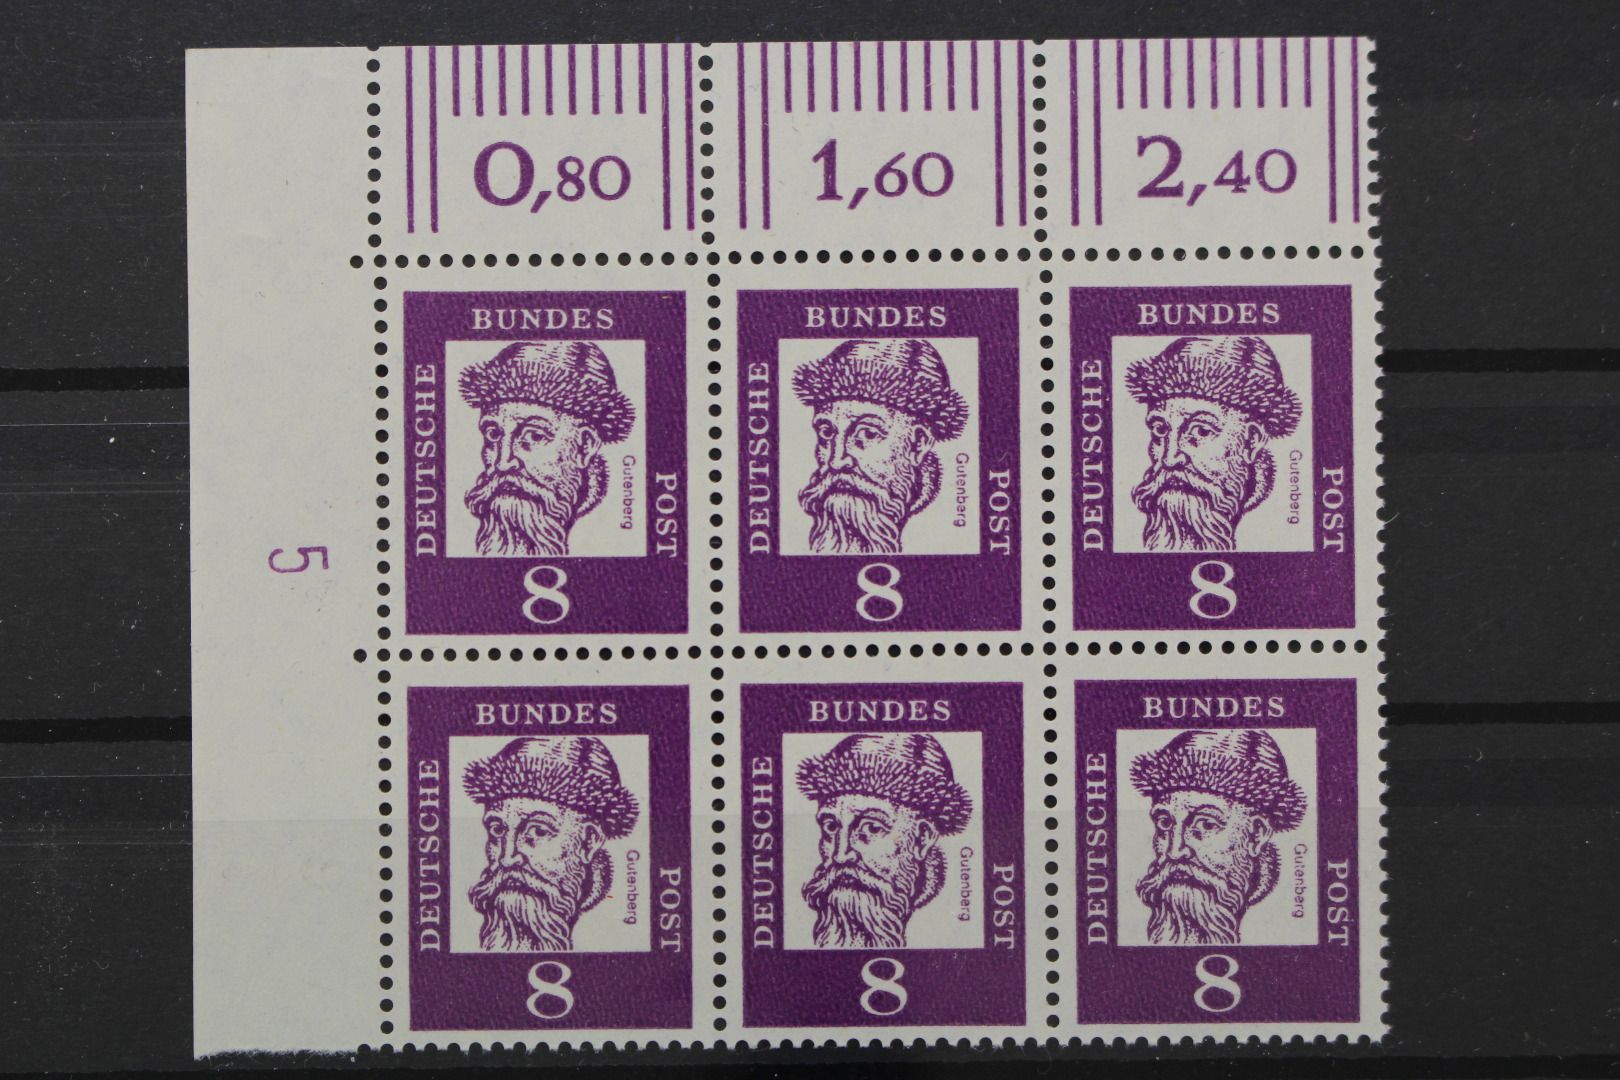 0,80 1,60 2,40
BUNDES
DEUTSCHE
Gutenberg
POST
8
BUNDES
DEUTSCHE
Gutenberg
POST
8
BUNDES
DEUTSCHE
Gutenberg
POST
8
5
BUNDES
DEUTSCHE
Gutenberg
POST
8
BUNDES
DEUTSCHE
Gutenberg
POST
8
BUNDES
DEUTSCHE
Gutenberg
POST
8